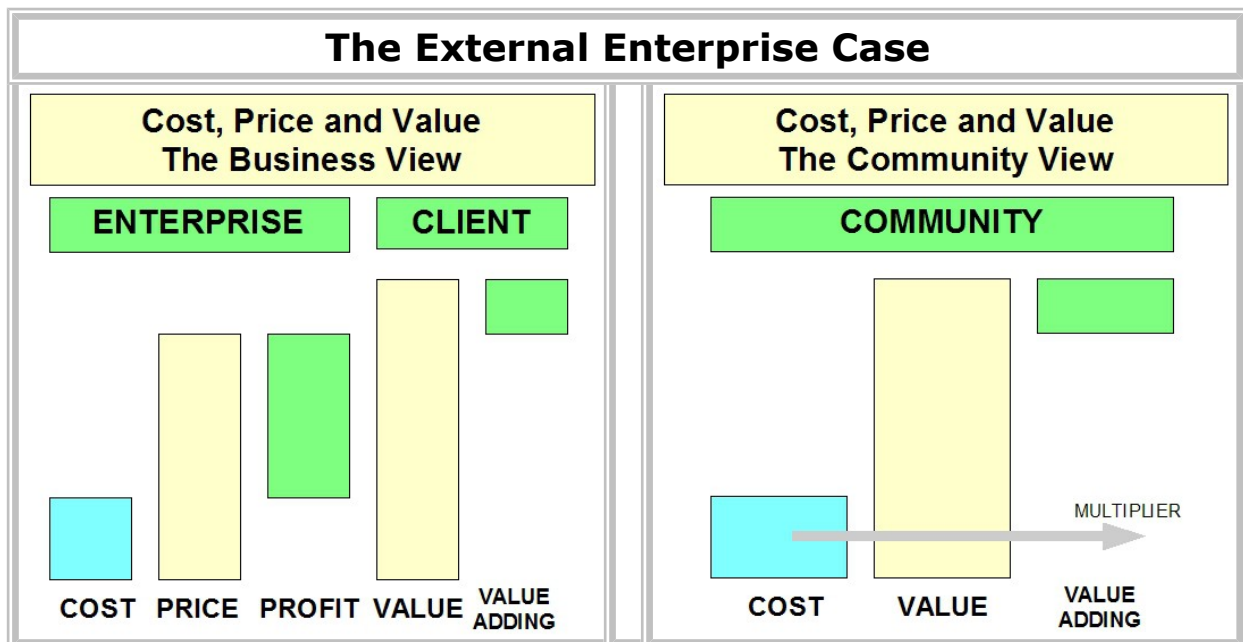 The External Enterprise Case
Cost, Price and Value
The Business View
ENTERPRISE
CLIENT
COST
PRICE
PROFIT
VALUE
VALUE
ADDING
Cost, Price and Value
The Community View
COMMUNITY
MULTIPLIER
COST
VALUE
VALUE
ADDING